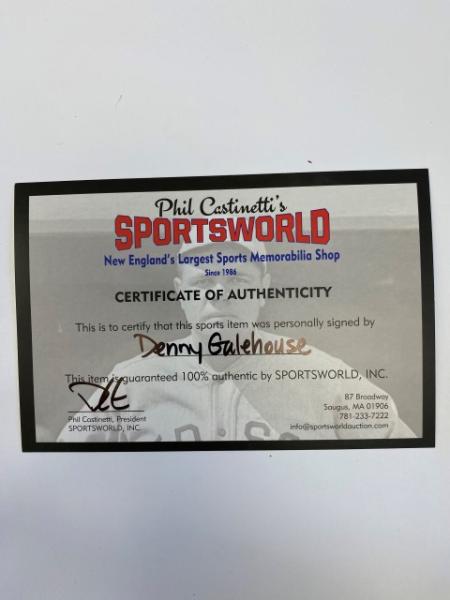 Phil Castinetti's
SPORTSWORLD
New England's Largest Sports Memorabilia Shop
Since 1986
CERTIFICATE OF AUTHENTICITY
This is to certify that this sports item was personally signed by
Denny Galehouse
This item is guaranteed 100% authentic by SPORTSWORLD, INC.
Phil Castinetti, President
SPORTSWORLD, INC.
87 Broadway
Saugus, MA 01906
781-233-7222
info@sportsworldauction.com